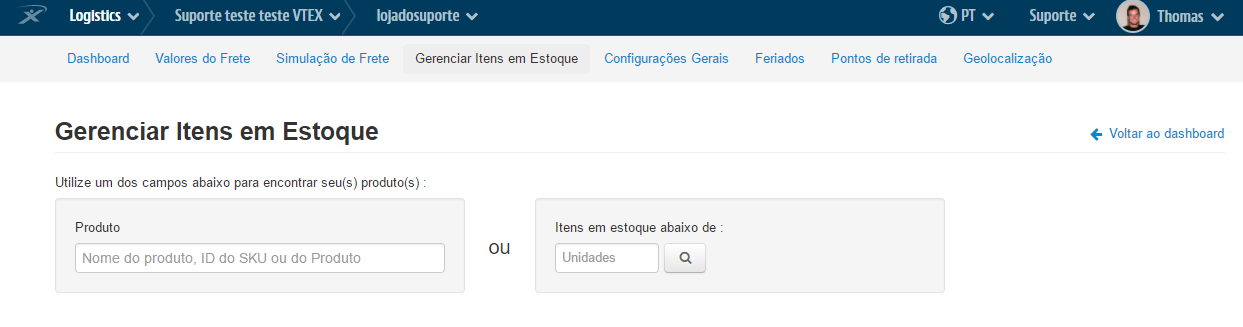 Logistics Suporte teste teste VTEX lojadosuporte PT Suporte Thomas
Dashboard Valores do Frete Simulação de Frete Gerenciar Itens em Estoque Configurações Gerais Feriados Pontos de retirada Geolocalização
Gerenciar Itens em Estoque
Voltar ao dashboard
Utilize um dos campos abaixo para encontrar seu(s) produto(s) :
Produto
Nome do produto, ID do SKU ou do Produto
ou
Itens em estoque abaixo de :
Unidades